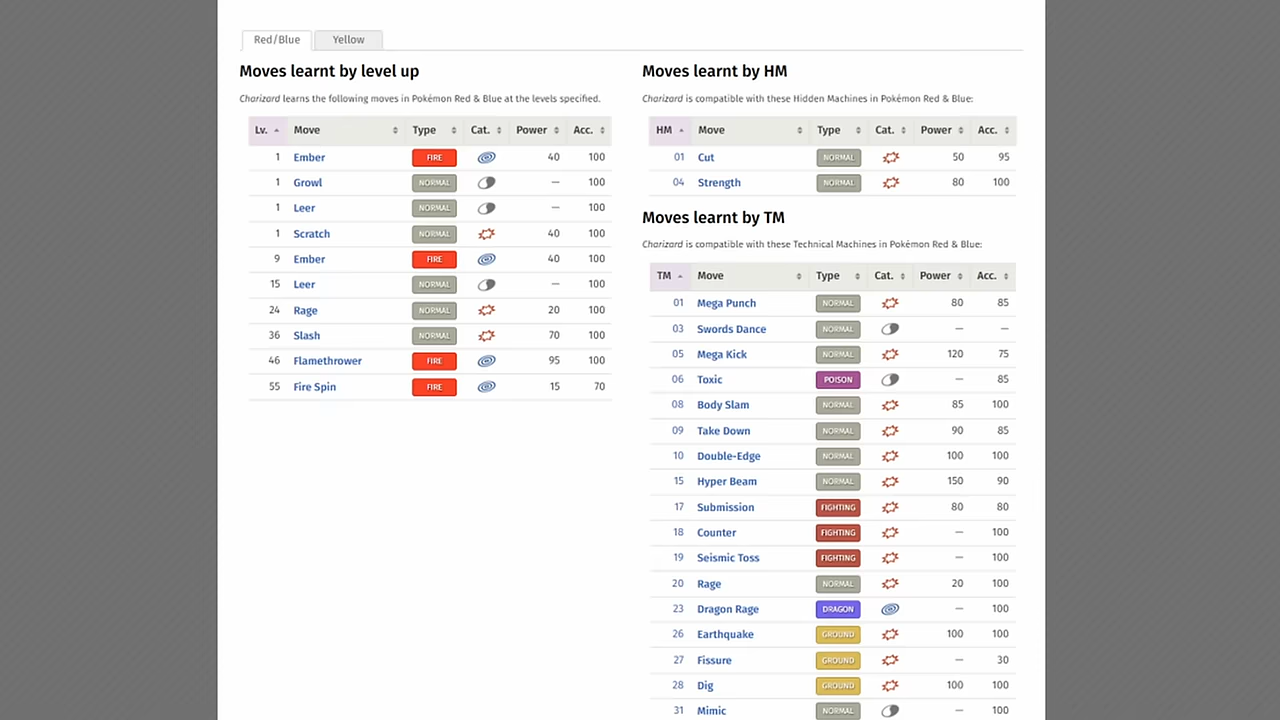 Red/Blue Yellow
Moves learnt by level up
Charizard learns the following moves in Pokémon Red & Blue at the levels specified.
Lv. Move Type Cat. Power Acc.
1 Ember FIRE 40 100
1 Growl NORMAL — 100
1 Leer NORMAL — 100
1 Scratch NORMAL 40 100
9 Ember FIRE 40 100
15 Leer NORMAL — 100
24 Rage NORMAL 20 100
36 Slash NORMAL 70 100
46 Flamethrower FIRE 95 100
55 Fire Spin FIRE 15 70
Moves learnt by HM
Charizard is compatible with these Hidden Machines in Pokémon Red & Blue:
HM Move Type Cat. Power Acc.
01 Cut NORMAL 50 95
04 Strength NORMAL 80 100
Moves learnt by TM
Charizard is compatible with these Technical Machines in Pokémon Red & Blue:
TM Move Type Cat. Power Acc.
01 Mega Punch NORMAL 80 85
03 Swords Dance NORMAL — —
05 Mega Kick NORMAL 120 75
06 Toxic POISON — 85
08 Body Slam NORMAL 85 100
09 Take Down NORMAL 90 85
10 Double-Edge NORMAL 100 100
15 Hyper Beam NORMAL 150 90
17 Submission FIGHTING 80 80
18 Counter FIGHTING — 100
19 Seismic Toss FIGHTING — 100
20 Rage NORMAL 20 100
23 Dragon Rage DRAGON — 100
26 Earthquake GROUND 100 100
27 Fissure GROUND — 30
28 Dig GROUND 100 100
31 Mimic NORMAL — 100